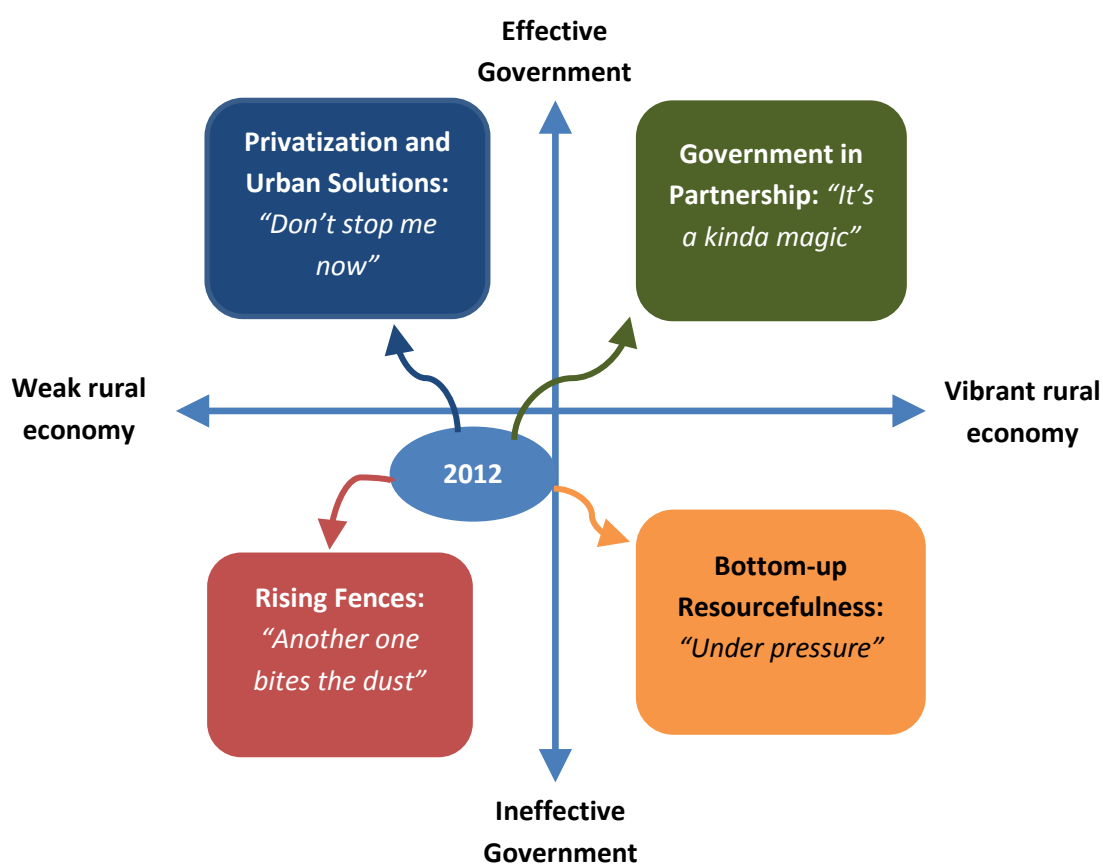 Effective
Government
Privatization and
Urban Solutions:
“Don’t stop me
now”
Government in
Partnership: “It’s
a kinda magic”
Weak rural
economy
Vibrant rural
economy
2012
Rising Fences:
“Another one
bites the dust”
Bottom-up
Resourcefulness:
“Under pressure”
Ineffective
Government